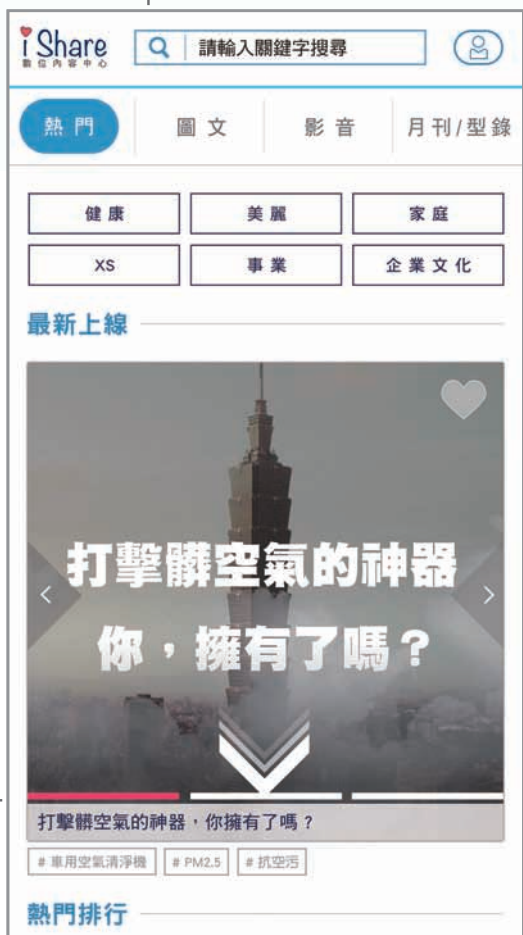 iShare
數位內容中心
請輸入關鍵字搜尋
熱門
圖文
影音
月刊/型錄
健康
美麗
家庭
XS
事業
企業文化
最新上線
打擊髒空氣的神器
你，擁有了嗎？
打擊髒空氣的神器，你擁有了嗎？
# 車用空氣清淨機
# PM2.5
# 抗空污
熱門排行